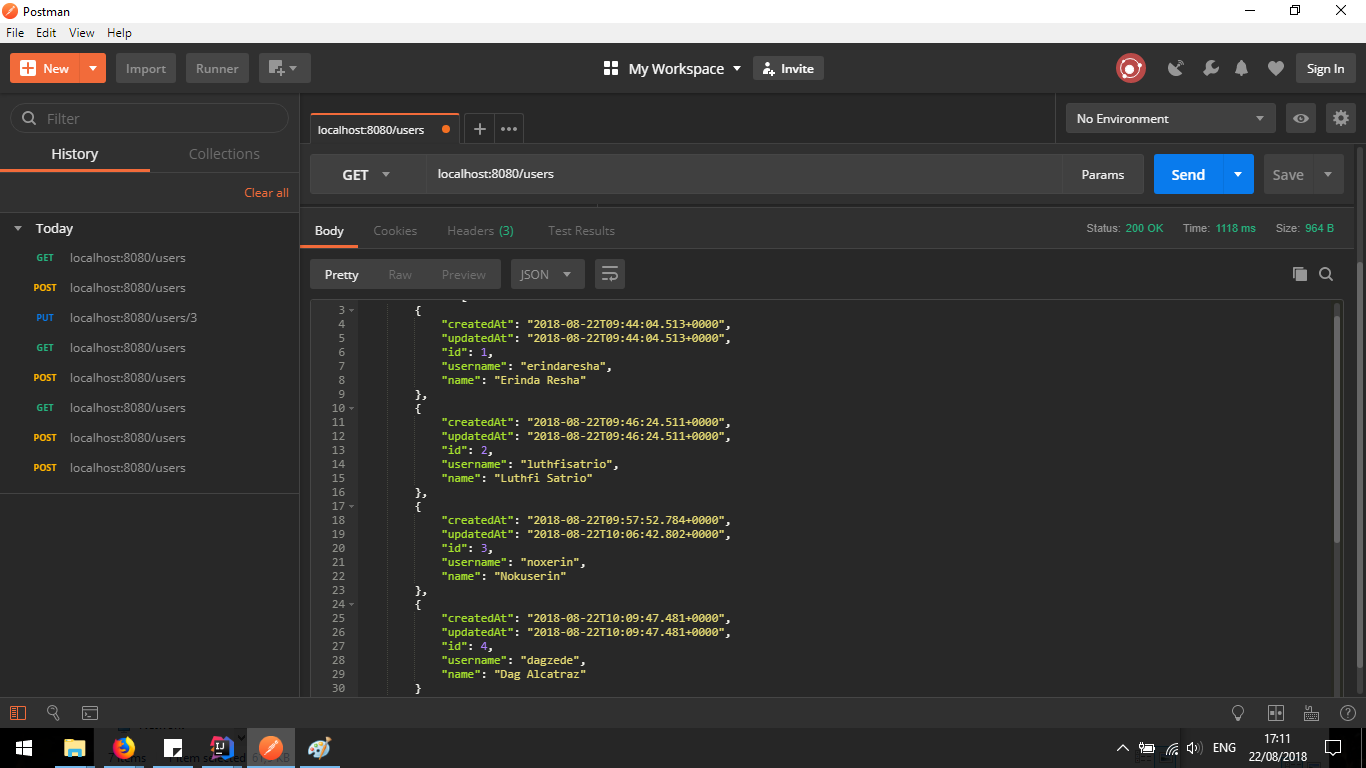 Postman
File Edit View Help
New Import Runner My Workspace Invite Sign In
Filter
History Collections
Clear all
Today
GET localhost:8080/users
POST localhost:8080/users
PUT localhost:8080/users/3
GET localhost:8080/users
POST localhost:8080/users
GET localhost:8080/users
POST localhost:8080/users
POST localhost:8080/users
localhost:8080/users
No Environment
GET localhost:8080/users Params Send Save
Body Cookies Headers (3) Test Results Status: 200 OK Time: 1118 ms Size: 964 B
Pretty Raw Preview JSON
3 {
4 "createdAt": "2018-08-22T09:44:04.513+0000",
5 "updatedAt": "2018-08-22T09:44:04.513+0000",
6 "id": 1,
7 "username": "erindaresha",
8 "name": "Erinda Resha"
9 },
10 {
11 "createdAt": "2018-08-22T09:46:24.511+0000",
12 "updatedAt": "2018-08-22T09:46:24.511+0000",
13 "id": 2,
14 "username": "luthfisatrio",
15 "name": "Luthfi Satrio"
16 },
17 {
18 "createdAt": "2018-08-22T09:57:52.784+0000",
19 "updatedAt": "2018-08-22T10:06:42.802+0000",
20 "id": 3,
21 "username": "noxerin",
22 "name": "Nokuserin"
23 },
24 {
25 "createdAt": "2018-08-22T10:09:47.481+0000",
26 "updatedAt": "2018-08-22T10:09:47.481+0000",
27 "id": 4,
28 "username": "dagzede",
29 "name": "Dag Alcatraz"
30 }
ENG
17:11
22/08/2018